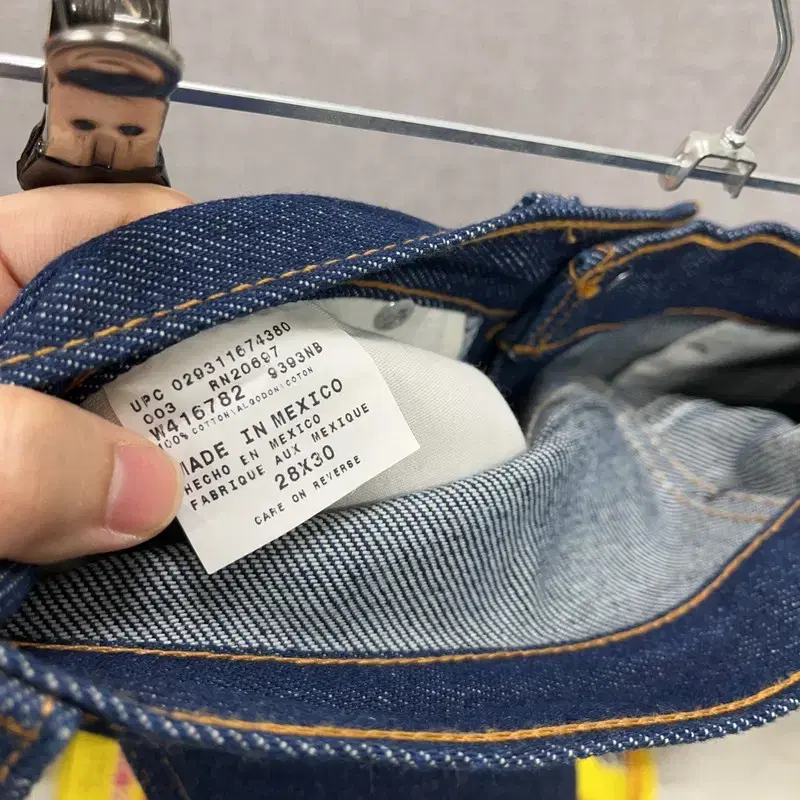 UPC 029311674380
003 RN20697
W416782 9393NB
100% COTTON\ALGODON\COTON
MADE IN MEXICO
HECHO EN MEXICO
FABRIQUE AUX MEXIQUE
28X30
CARE ON REVERSE